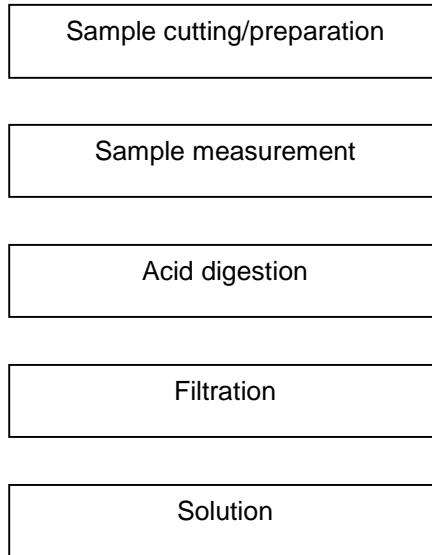 Sample cutting/preparation
Sample measurement
Acid digestion
Filtration
Solution